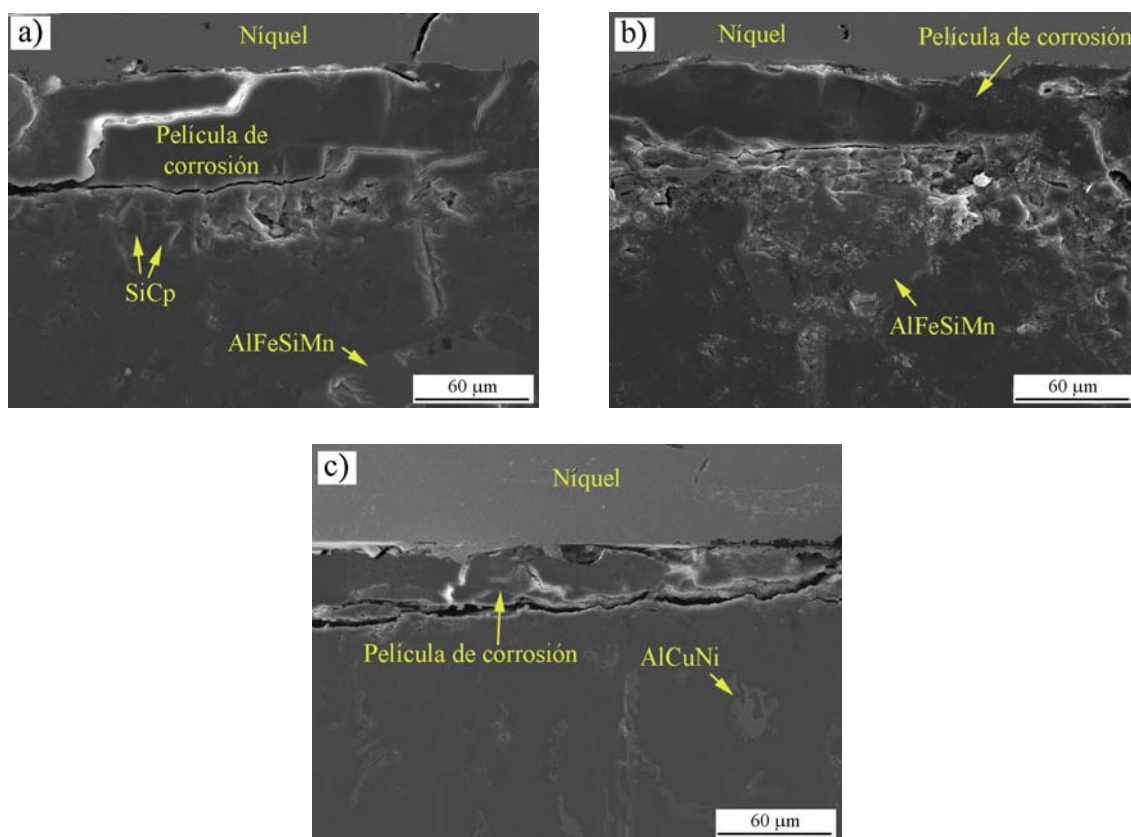 a)
Níquel
Película de
corrosión
SiCp
AlFeSiMn
60 µm
b)
Níquel
Película de corrosión
AlFeSiMn
60 µm
c)
Níquel
Película de corrosión
AlCuNi
60 µm